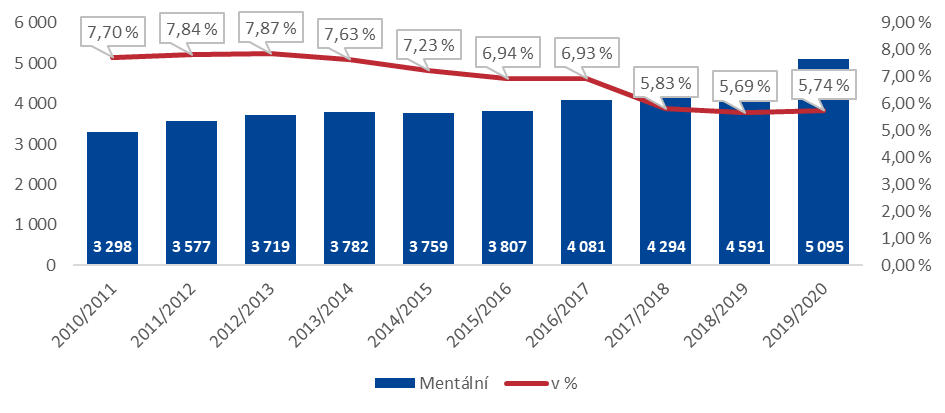 7,70 % 7,84 % 7,87 % 7,63 % 7,23 % 6,94 % 6,93 % 5,83 % 5,69 % 5,74 %
6 000 9,00 %
8,00 %
5 000 7,00 %
4 000 6,00 %
5,00 %
3 000 4,00 %
2 000 3,00 %
1 000 2,00 %
1,00 %
0 0,00 %
3 298 3 577 3 719 3 782 3 759 3 807 4 081 4 294 4 591 5 095
2010/2011 2011/2012 2012/2013 2013/2014 2014/2015 2015/2016 2016/2017 2017/2018 2018/2019 2019/2020
Mentální v %